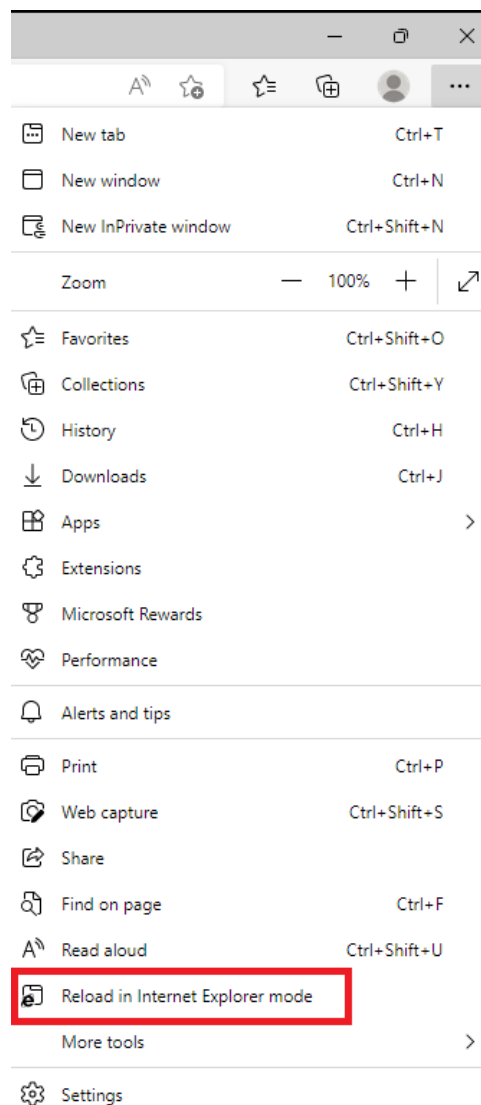 New tab Ctrl+T
New window Ctrl+N
New InPrivate window Ctrl+Shift+N
Zoom 100%
Favorites Ctrl+Shift+O
Collections Ctrl+Shift+Y
History Ctrl+H
Downloads Ctrl+J
Apps
Extensions
Microsoft Rewards
Performance
Alerts and tips
Print Ctrl+P
Web capture Ctrl+Shift+S
Share
Find on page Ctrl+F
Read aloud Ctrl+Shift+U
Reload in Internet Explorer mode
More tools
Settings